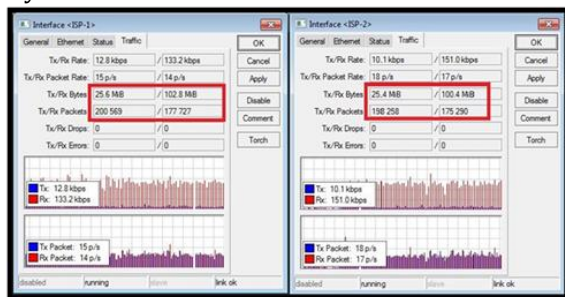 Interface <ISP-1>
General Ethernet Status Traffic
OK
Cancel
Apply
Disable
Comment
Torch
Tx/Rx Rate: 12.8 kbps / 133.2 kbps
Tx/Rx Packet Rate: 15 p/s / 14 p/s
Tx/Rx Bytes: 25.6 MiB / 102.8 MiB
Tx/Rx Packets: 200 569 / 177 727
Tx/Rx Drops: 0 / 0
Tx/Rx Errors: 0 / 0
Tx: 12.8 kbps
Rx: 133.2 kbps
Tx Packet: 15 p/s
Rx Packet: 14 p/s
disabled running slave link ok
Interface <ISP-2>
General Ethernet Status Traffic
OK
Cancel
Apply
Disable
Comment
Torch
Tx/Rx Rate: 10.1 kbps / 151.0 kbps
Tx/Rx Packet Rate: 18 p/s / 17 p/s
Tx/Rx Bytes: 25.4 MiB / 100.4 MiB
Tx/Rx Packets: 198 258 / 175 290
Tx/Rx Drops: 0 / 0
Tx/Rx Errors: 0 / 0
Tx: 10.1 kbps
Rx: 151.0 kbps
Tx Packet: 18 p/s
Rx Packet: 17 p/s
disabled running slave link ok